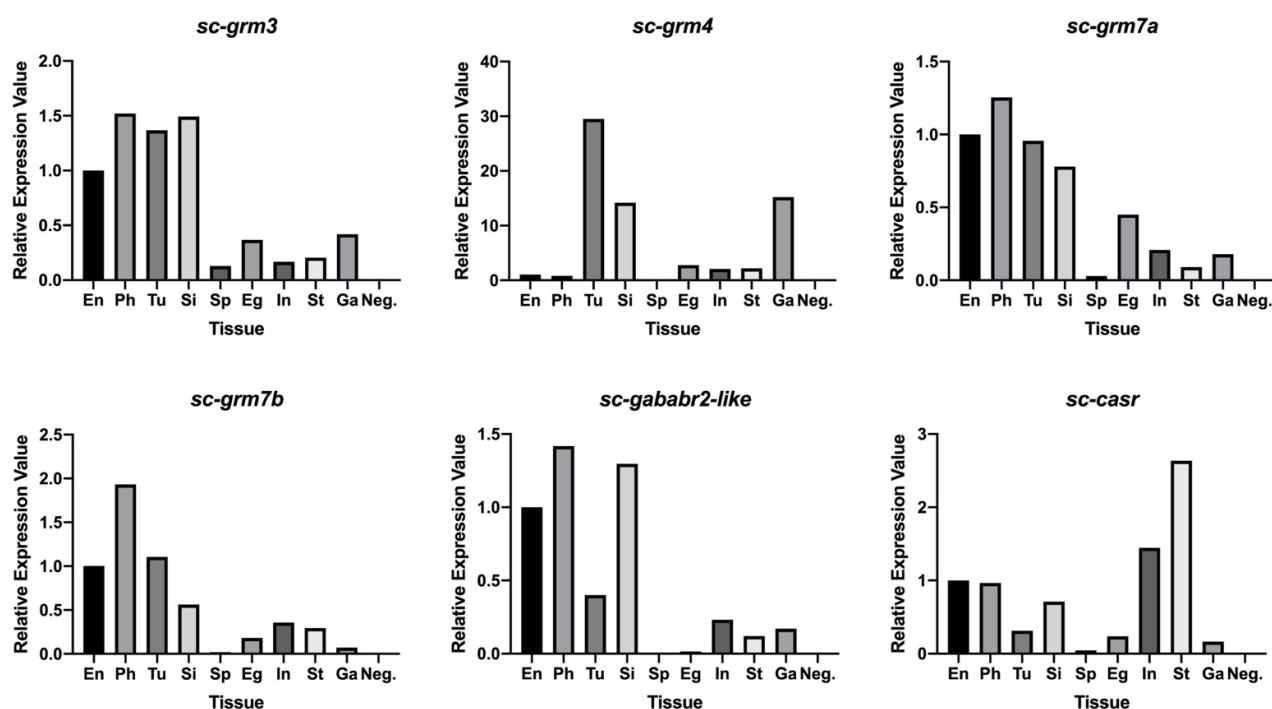 sc-grm3
Relative Expression Value
2.0
1.5
1.0
0.5
0.0
En Ph Tu Si Sp Eg In St Ga Neg.
Tissue
sc-grm4
Relative Expression Value
40
30
20
10
0
En Ph Tu Si Sp Eg In St Ga Neg.
Tissue
sc-grm7a
Relative Expression Value
1.5
1.0
0.5
0.0
En Ph Tu Si Sp Eg In St Ga Neg.
Tissue
sc-grm7b
Relative Expression Value
2.5
2.0
1.5
1.0
0.5
0.0
En Ph Tu Si Sp Eg In St Ga Neg.
Tissue
sc-gababr2-like
Relative Expression Value
1.5
1.0
0.5
0.0
En Ph Tu Si Sp Eg In St Ga Neg.
Tissue
sc-casr
Relative Expression Value
3
2
1
0
En Ph Tu Si Sp Eg In St Ga Neg.
Tissue